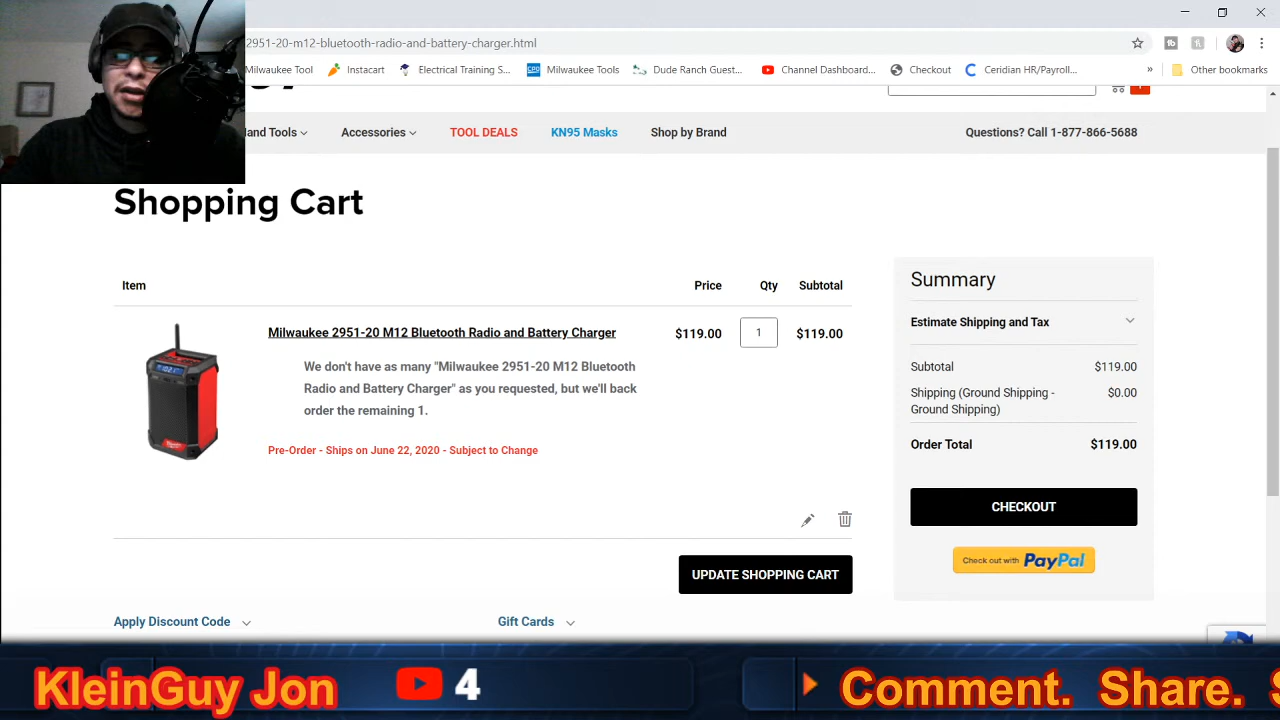 2951-20-m12-bluetooth-radio-and-battery-charger.html
Milwaukee Tool Instacart Electrical Training S... CPO Milwaukee Tools Dude Ranch Guest... Channel Dashboard... Checkout Ceridian HR/Payroll... » Other bookmarks
and Tools Accessories TOOL DEALS KN95 Masks Shop by Brand Questions? Call 1-877-866-5688
Shopping Cart
Item Price Qty Subtotal
Milwaukee 2951-20 M12 Bluetooth Radio and Battery Charger $119.00 1 $119.00
We don't have as many "Milwaukee 2951-20 M12 Bluetooth
Radio and Battery Charger" as you requested, but we'll back
order the remaining 1.
Pre-Order - Ships on June 22, 2020 - Subject to Change
UPDATE SHOPPING CART
Apply Discount Code Gift Cards
Summary
Estimate Shipping and Tax
Subtotal $119.00
Shipping (Ground Shipping - $0.00
Ground Shipping)
Order Total $119.00
CHECKOUT
Check out with PayPal
KleinGuy Jon 4 Comment. Share. S